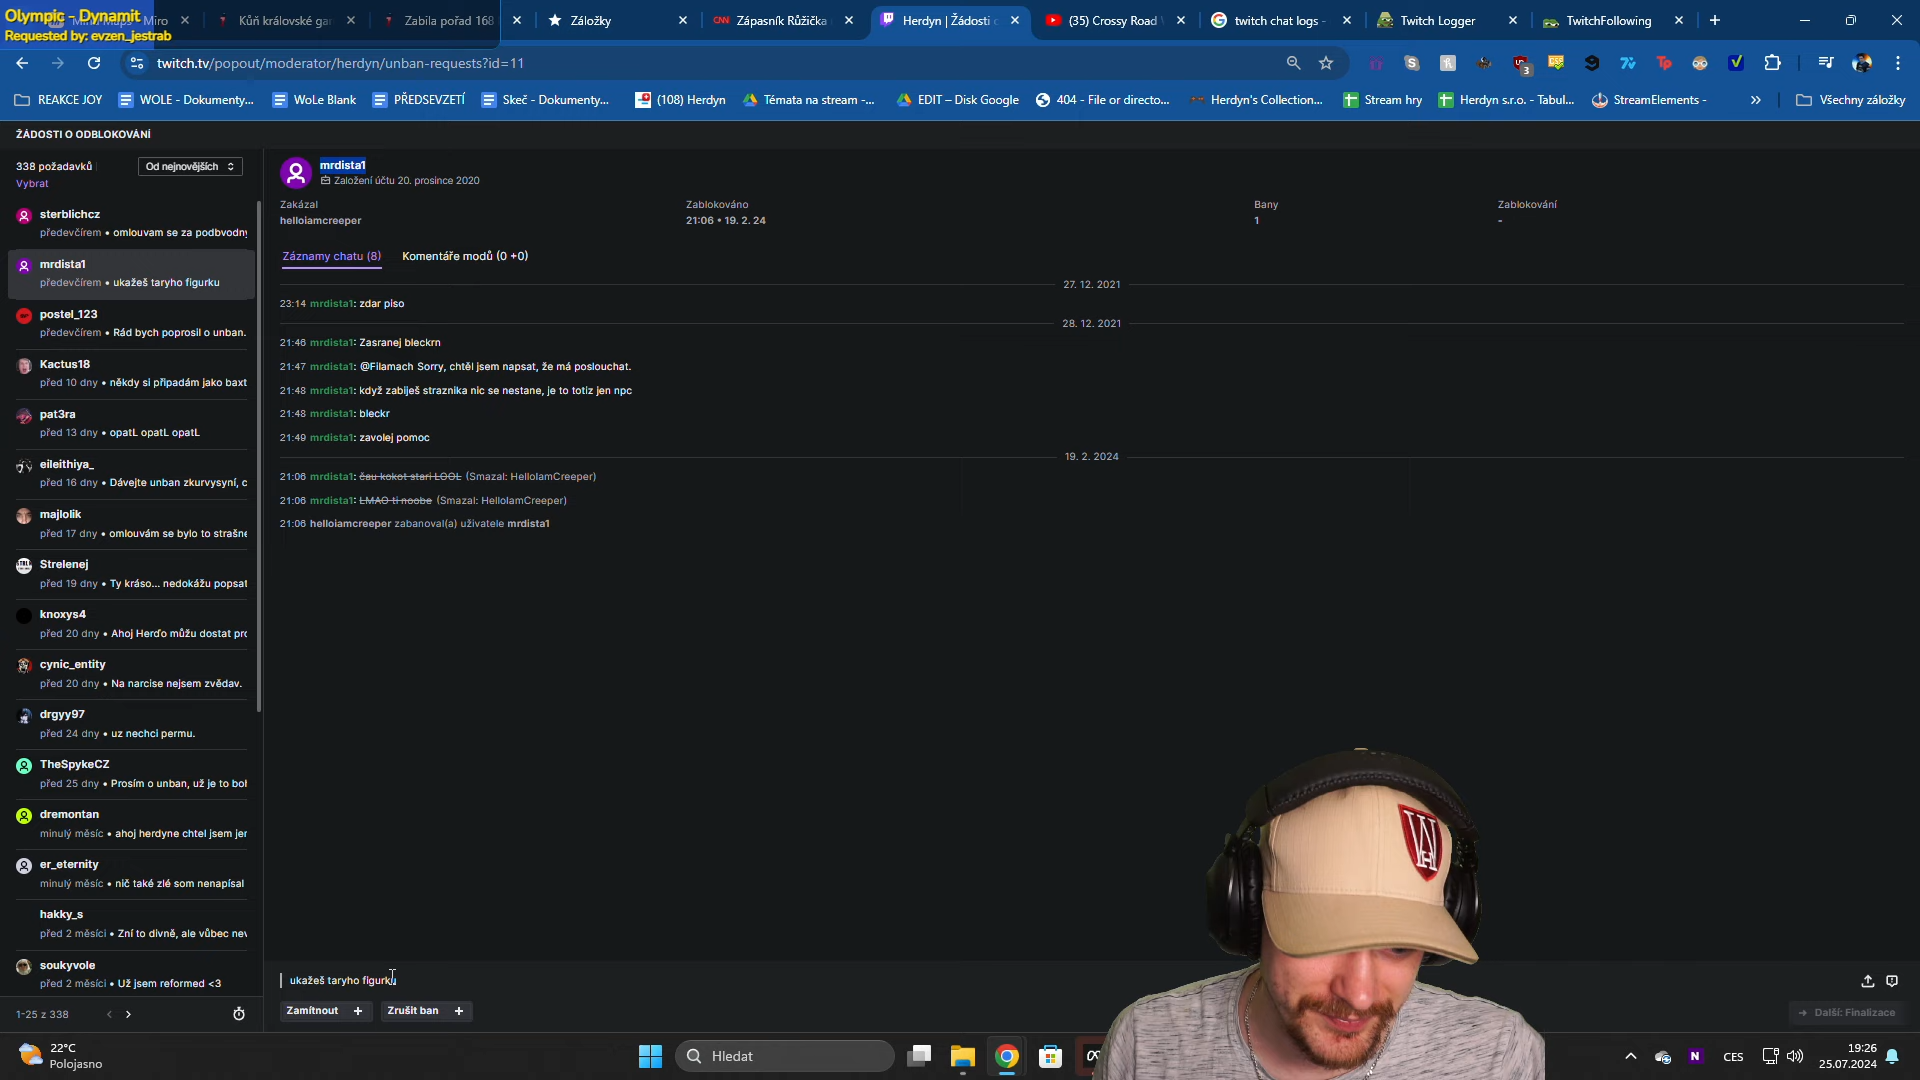 Olympic - Dynamit
Requested by: evzen_jestrab
Miro
Kůň královské gar
Zabila pořad 168
Záložky
Zápasník Růžička
Herdyn | Žádosti o
(35) Crossy Road
twitch chat logs -
Twitch Logger
TwitchFollowing
twitch.tv/popout/moderator/herdyn/unban-requests?id=11
REAKCE JOY
WOLE - Dokumenty...
WoLe Blank
PŘEDSEVZETÍ
Skeč - Dokumenty...
(108) Herdyn
Témata na stream -...
EDIT – Disk Google
404 - File or directo...
Herdyn's Collection...
Stream hry
Herdyn s.r.o. - Tabul...
StreamElements -
Všechny záložky
ŽÁDOSTI O ODBLOKOVÁNÍ
338 požadavků
Od nejnovějších
Vybrat
sterblichcz
předevčírem • omlouvam se za podbvodny
mrdista1
předevčírem • ukažeš taryho figurku
postel_123
předevčírem • Rád bych poprosil o unban.
Kactus18
před 10 dny • někdy si připadám jako baxt
pat3ra
před 13 dny • opatL opatL opatL
eileithiya_
před 16 dny • Dávejte unban zkurvysyní, c
majlolik
před 17 dny • omlouvám se bylo to strašne
Strelenej
před 19 dny • Ty kráso... nedokážu popsat
knoxys4
před 20 dny • Ahoj Herďo můžu dostat pro
cynic_entity
před 20 dny • Na narcise nejsem zvědav.
drgyy97
před 24 dny • uz nechci permu.
TheSpykeCZ
před 25 dny • Prosím o unban, už je to boh
dremontan
minulý měsíc • ahoj herdyne chtel jsem jer
er_eternity
minulý měsíc • nič také zlé som nenapísal
hakky_s
před 2 měsíci • Zní to divně, ale vůbec nev
soukyvole
před 2 měsíci • Už jsem reformed <3
1-25 z 338
mrdista1
Založení účtu 20. prosince 2020
Zakázal
helloiamcreeper
Zablokováno
21:06 • 19. 2. 24
Bany
1
Zablokování
-
Záznamy chatu (8)
Komentáře modů (0 +0)
27. 12. 2021
23:14 mrdista1: zdar piso
28. 12. 2021
21:46 mrdista1: Zasranej bleckrn
21:47 mrdista1: @Filamach Sorry, chtěl jsem napsat, že má poslouchat.
21:48 mrdista1: když zabiješ straznika nic se nestane, je to totiz jen npc
21:48 mrdista1: bleckr
21:49 mrdista1: zavolej pomoc
19. 2. 2024
21:06 mrdista1: čau kokot stari LOOL (Smazal: HelloIamCreeper)
21:06 mrdista1: LMAO ti noobe (Smazal: HelloIamCreeper)
21:06 helloiamcreeper zabanoval(a) uživatele mrdista1
ukažeš taryho figurku
Zamítnout +
Zrušit ban +
Další: Finalizace
22°C
Polojasno
Hledat
CES
19:26
25.07.2024